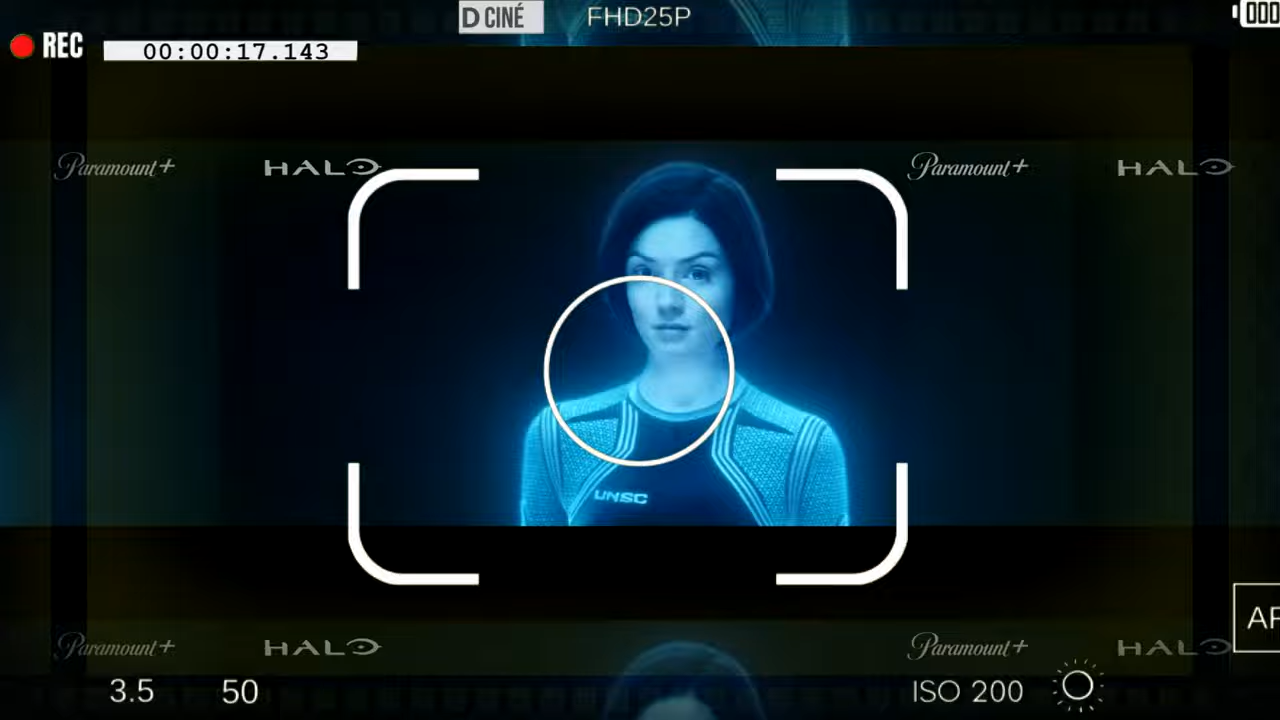 D CINÉ
FHD25P
000
REC
00:00:17.143
Paramount+
HALO
Paramount+
HALO
UNSC
AF
Paramount+
HALO
Paramount+
HALO
3.5
50
ISO 200